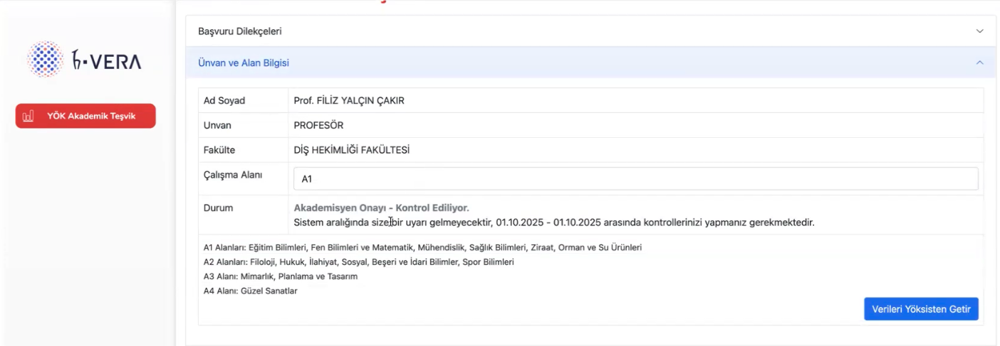 Başvuru Dilekçeleri
VERA
Ünvan ve Alan Bilgisi
YÖK Akademik Teşvik
Ad Soyad Prof. FİLİZ YALÇIN ÇAKIR
Unvan PROFESÖR
Fakülte DİŞ HEKİMLİĞİ FAKÜLTESİ
Çalışma Alanı A1
Durum Akademisyen Onayı - Kontrol Ediliyor.
Sistem aralığında size bir uyarı gelmeyecektir, 01.10.2025 - 01.10.2025 arasında kontrollerinizi yapmanız gerekmektedir.
A1 Alanları: Eğitim Bilimleri, Fen Bilimleri ve Matematik, Mühendislik, Sağlık Bilimleri, Ziraat, Orman ve Su Ürünleri
A2 Alanları: Filoloji, Hukuk, İlahiyat, Sosyal, Beşeri ve İdari Bilimler, Spor Bilimleri
A3 Alanı: Mimarlık, Planlama ve Tasarım
A4 Alanı: Güzel Sanatlar
Verileri Yöksisten Getir